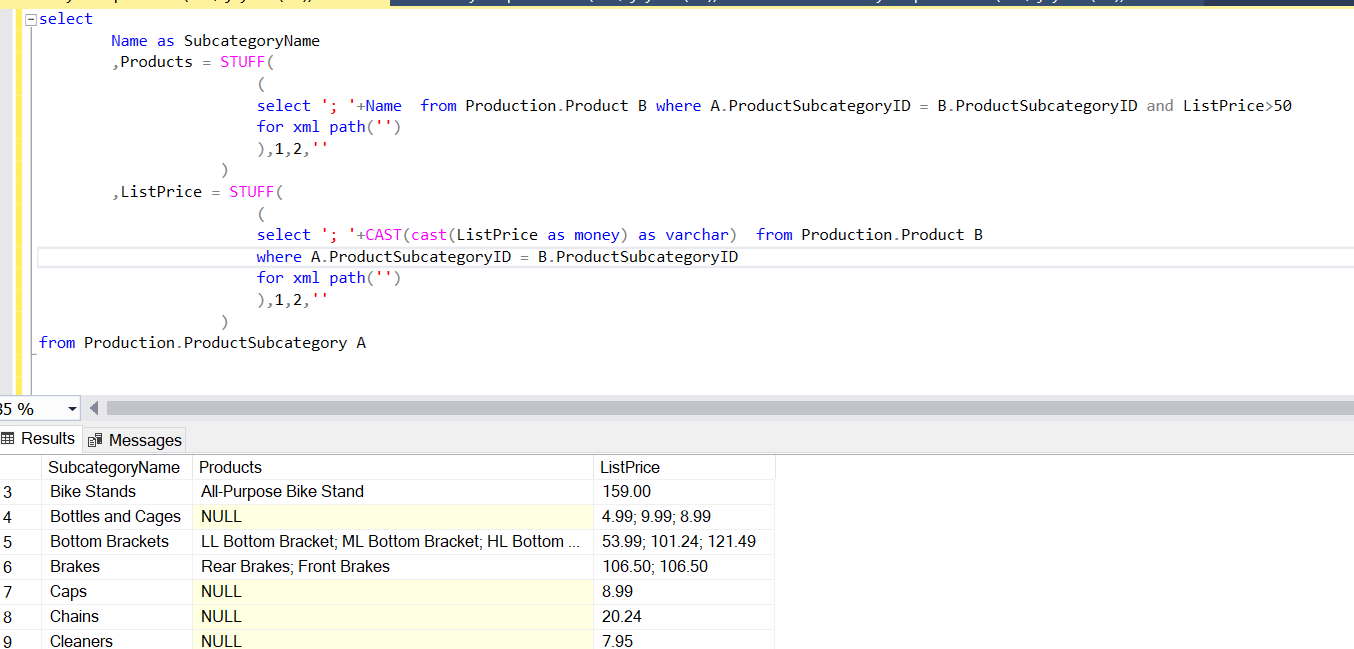 select
Name as SubcategoryName
,Products = STUFF(
(
select '; '+Name  from Production.Product B where A.ProductSubcategoryID = B.ProductSubcategoryID and ListPrice>50
for xml path('')
),1,2,''
)
,ListPrice = STUFF(
(
select '; '+CAST(cast(ListPrice as money) as varchar)  from Production.Product B
where A.ProductSubcategoryID = B.ProductSubcategoryID
for xml path('')
),1,2,''
)
from Production.ProductSubcategory A
Results Messages
SubcategoryName Products ListPrice
3 Bike Stands All-Purpose Bike Stand 159.00
4 Bottles and Cages NULL 4.99; 9.99; 8.99
5 Bottom Brackets LL Bottom Bracket; ML Bottom Bracket; HL Bottom ... 53.99; 101.24; 121.49
6 Brakes Rear Brakes; Front Brakes 106.50; 106.50
7 Caps NULL 8.99
8 Chains NULL 20.24
9 Cleaners NULL 7.95